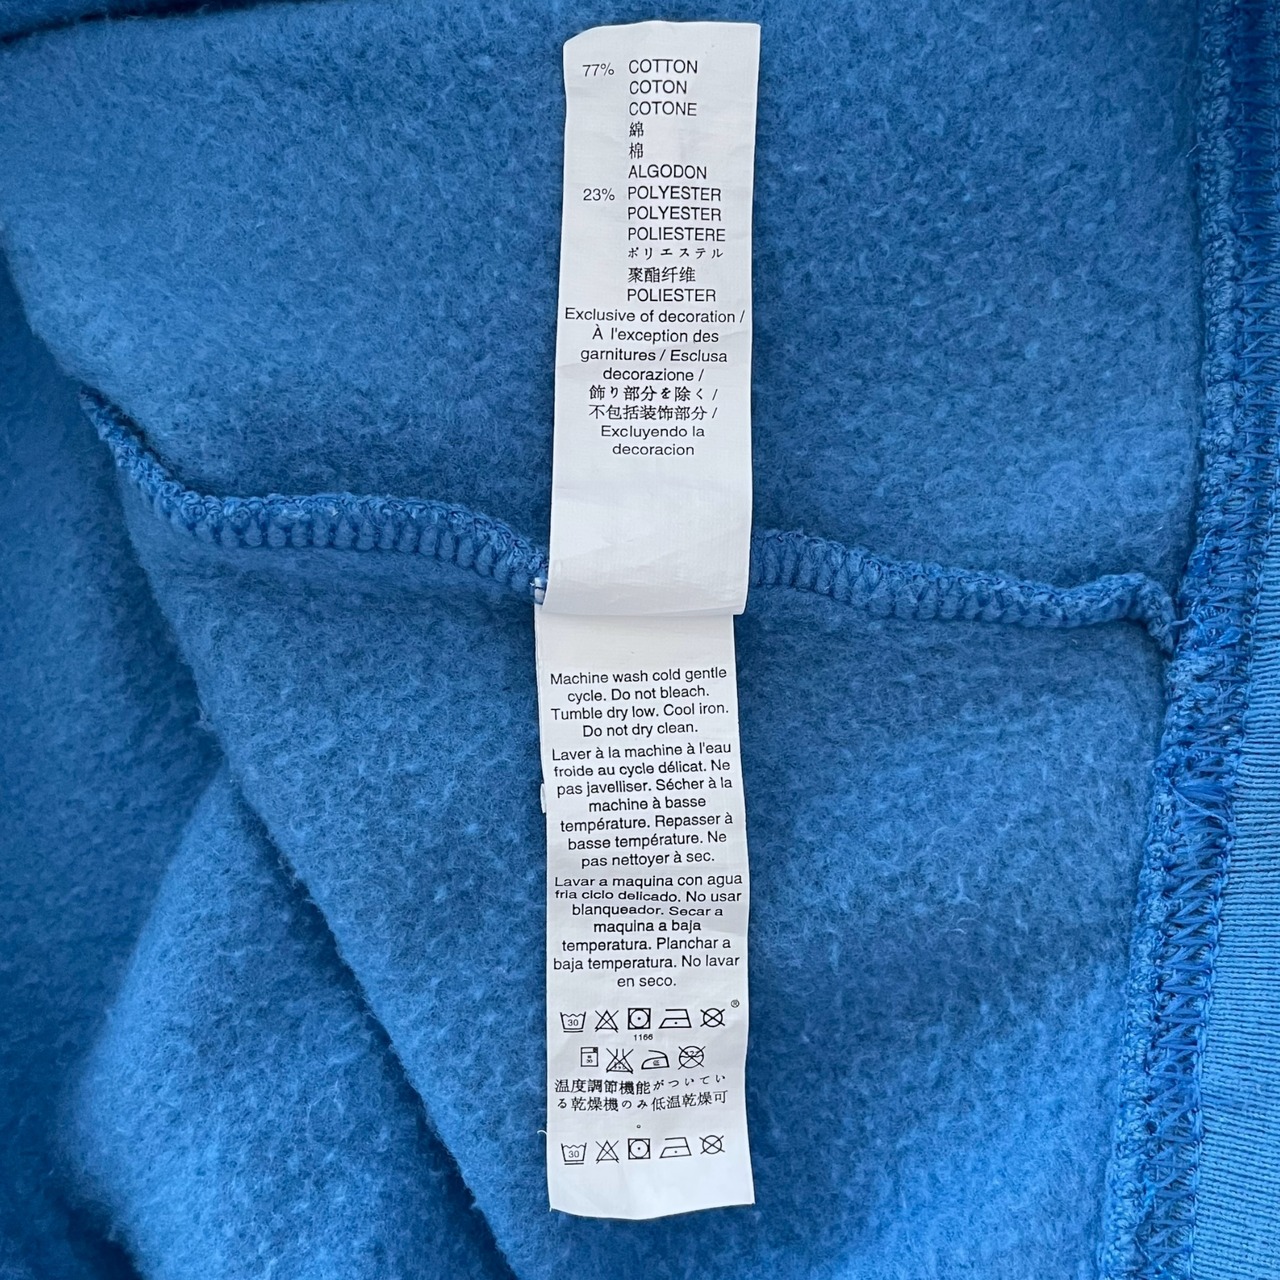 77% COTTON
COTON
COTONE
綿
棉
ALGODON
23% POLYESTER
POLYESTER
POLIESTERE
ポリエステル
聚酯纤维
POLIESTER
Exclusive of decoration /
À l'exception des
garnitures / Esclusa
decorazione /
飾り部分を除く /
不包括装饰部分 /
Excluyendo la
decoracion
Machine wash cold gentle
cycle. Do not bleach.
Tumble dry low. Cool iron.
Do not dry clean.
Laver à la machine à l'eau
froide au cycle délicat. Ne
pas javelliser. Sécher à la
machine à basse
température. Repasser à
basse température. Ne
pas nettoyer à sec.
Lavar a maquina con agua
fria ciclo delicado. No usar
blanqueador. Secar a
maquina a baja
temperatura. Planchar a
baja temperatura. No lavar
en seco.
30 ®
1166
温度調節機能がついてい
る乾燥機のみ低温乾燥可
。
30